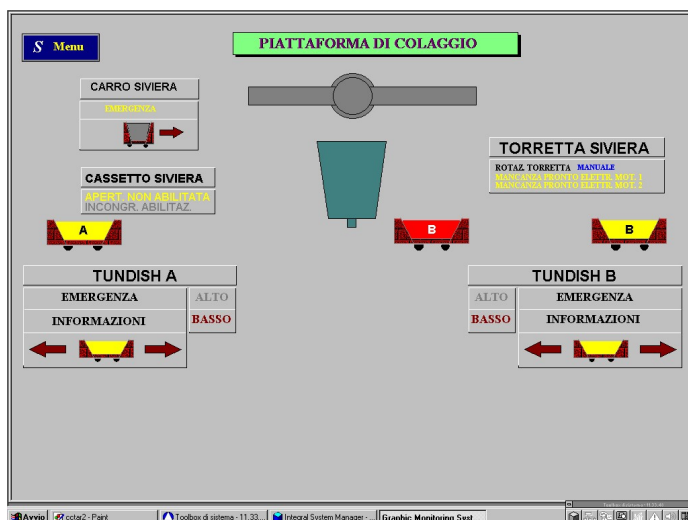 S Menu
PIATTAFORMA DI COLAGGIO
CARRO SIVIERA
EMERGENZA
TORRETTA SIVIERA
ROTAZ. TORRETTA MANUALE
MANCANZA PRONTO ELETTR. MOT. 1
MANCANZA PRONTO ELETTR. MOT. 2
CASSETTO SIVIERA
APERT. NON ABILITATA
INCONGR. ABILITAZ.
A
B
B
TUNDISH A
EMERGENZA
ALTO
INFORMAZIONI
BASSO
TUNDISH B
ALTO
EMERGENZA
BASSO
INFORMAZIONI
Avvio
cctar2 - Paint
Toolbox di sistema - 11.33...
Integral System Manager - ...
Graphic Monitoring Syst...